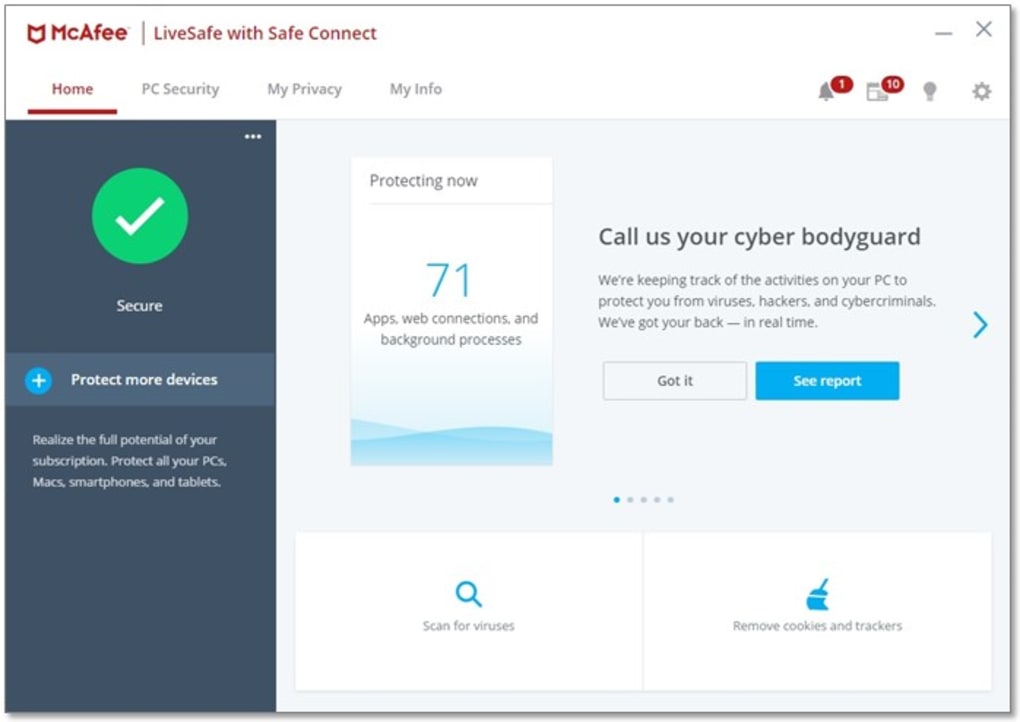 McAfee | LiveSafe with Safe Connect
Home PC Security My Privacy My Info 1 10
Secure
Protect more devices
Realize the full potential of your
subscription. Protect all your PCs,
Macs, smartphones, and tablets.
Protecting now
71
Apps, web connections, and
background processes
Call us your cyber bodyguard
We're keeping track of the activities on your PC to
protect you from viruses, hackers, and cybercriminals.
We've got your back — in real time.
Got it See report
Scan for viruses Remove cookies and trackers